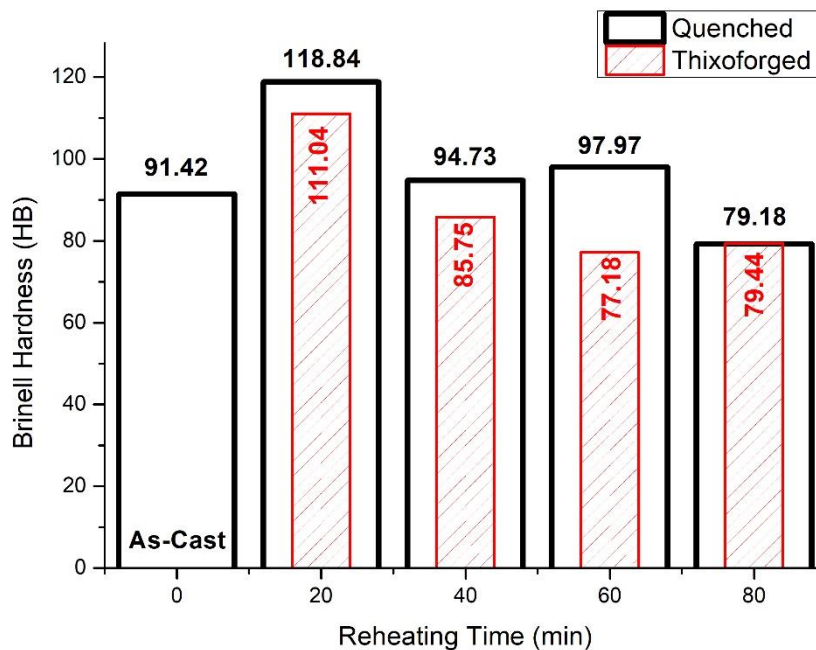 Quenched
Thixoforged
118.84
91.42
94.73
97.97
79.18
111.04
85.75
77.18
79.44
As-Cast
Brinell Hardness (HB)
120
100
80
60
40
20
0
0 20 40 60 80
Reheating Time (min)